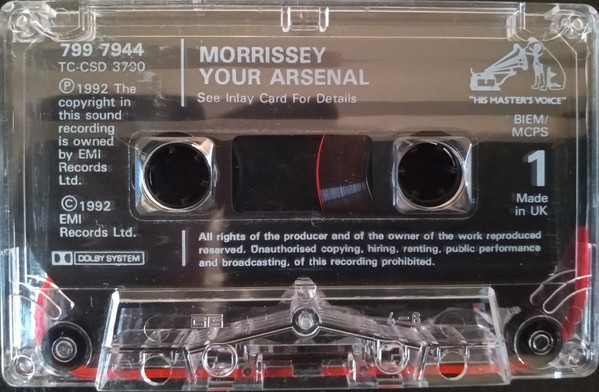 799 7944
TC-CSD 3790
Ⓟ1992 The
copyright in
this sound
recording
is owned
by EMI
Records
Ltd.
©1992
EMI
Records Ltd.
DOLBY SYSTEM
MORRISSEY
YOUR ARSENAL
See Inlay Card For Details
"HIS MASTER'S VOICE"
BIEM/
MCPS
1
Made
in UK
All rights of the producer and of the owner of the work reproduced
reserved. Unauthorised copying, hiring, renting, public performance
and broadcasting, of this recording prohibited.